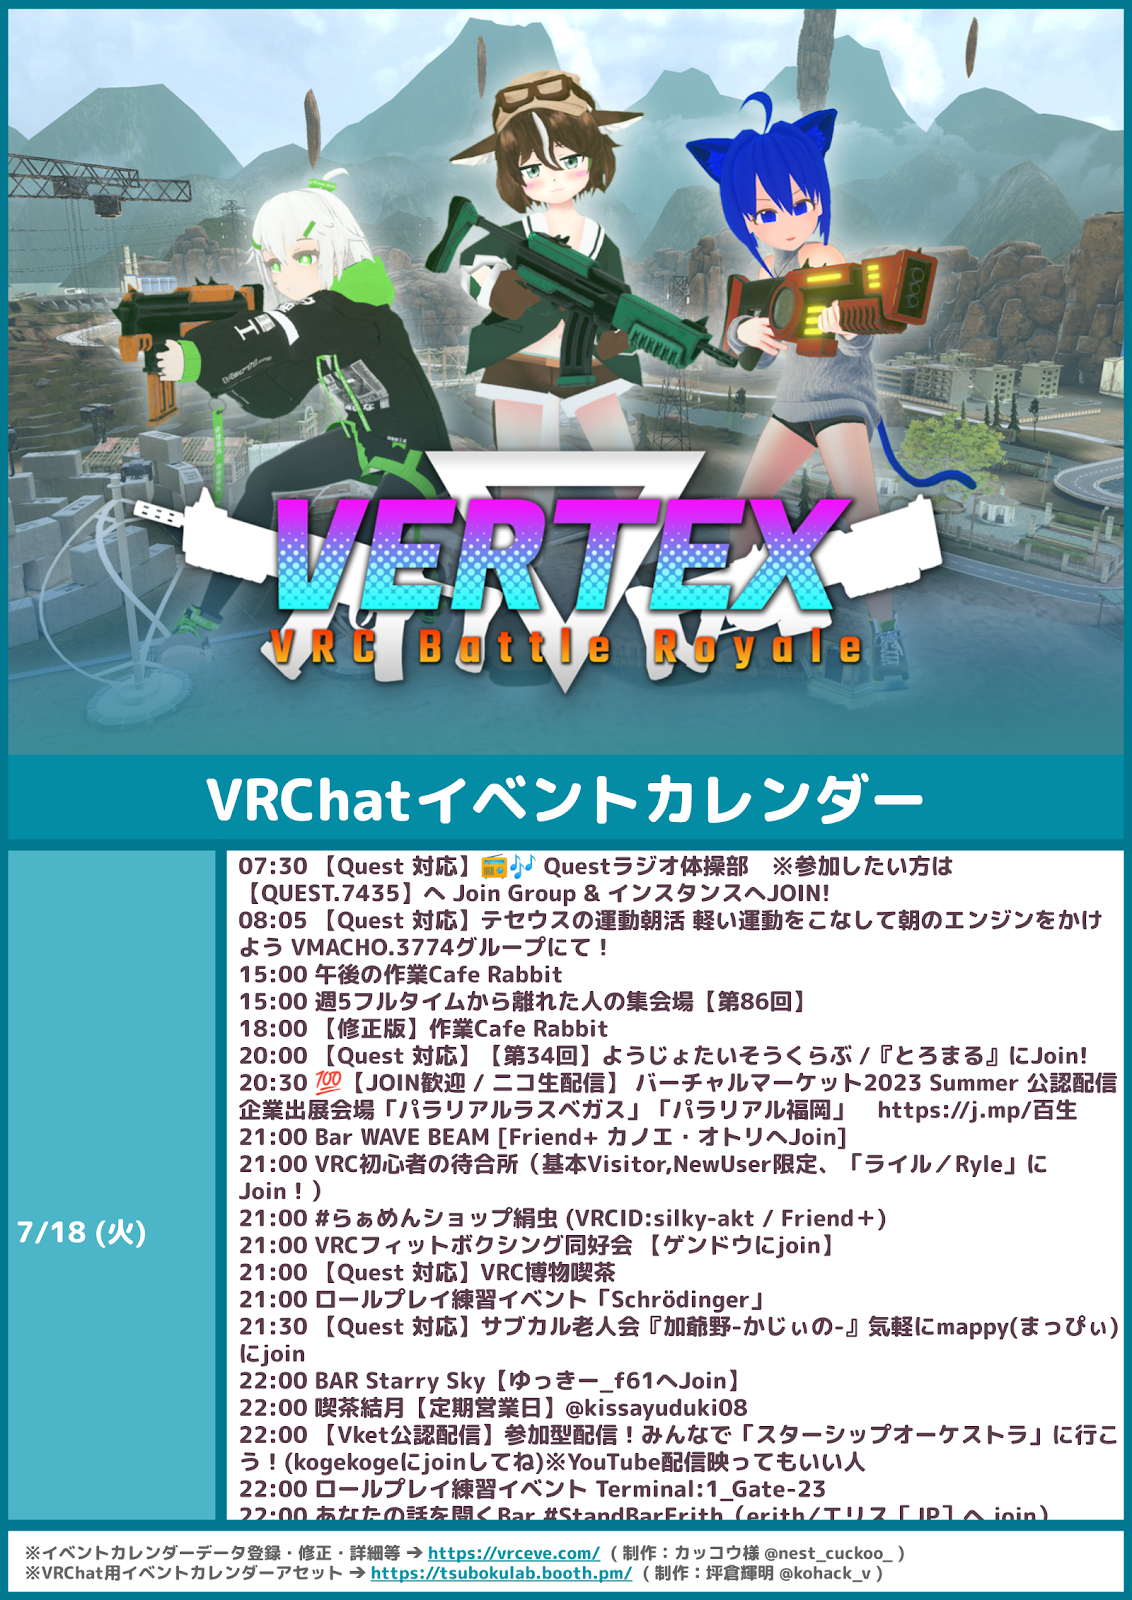 VERTEX
VRC Battle Royale
VRChatイベントカレンダー
7/18 (火)
07:30 【Quest 対応】📻🎶 Questラジオ体操部　※参加したい方は
【QUEST.7435】へ Join Group & インスタンスへJOIN!
08:05 【Quest 対応】テセウスの運動朝活 軽い運動をこなして朝のエンジンをかけ
よう VMACHO.3774グループにて！
15:00 午後の作業Cafe Rabbit
15:00 週5フルタイムから離れた人の集会場【第86回】
18:00 【修正版】作業Cafe Rabbit
20:00 【Quest 対応】【第34回】ようじょたいそうくらぶ /『とろまる』にJoin!
20:30 💯【JOIN歓迎 / ニコ生配信】 バーチャルマーケット2023 Summer 公認配信
企業出展会場「パラリアルラスベガス」「パラリアル福岡」　https://j.mp/百生
21:00 Bar WAVE BEAM [Friend+ カノエ・オトリへJoin]
21:00 VRC初心者の待合所（基本Visitor,NewUser限定、「ライル／Ryle」に
Join！）
21:00 #らぁめんショップ絹虫 (VRCID:silky-akt / Friend＋)
21:00 VRCフィットボクシング同好会 【ゲンドウにjoin】
21:00 【Quest 対応】VRC博物喫茶
21:00 ロールプレイ練習イベント「Schrödinger」
21:30 【Quest 対応】サブカル老人会『加爺野-かじぃの-』気軽にmappy(まっぴぃ)
にjoin
22:00 BAR Starry Sky【ゆっきー_f61へJoin】
22:00 喫茶結月【定期営業日】@kissayuduki08
22:00 【Vket公認配信】参加型配信！みんなで「スターシップオーケストラ」に行こ
う！(kogekogeにjoinしてね)※YouTube配信映ってもいい人
22:00 ロールプレイ練習イベント Terminal:1_Gate-23
22:00 あなたの話を聞くBar #StandBarErith（erith/エリス［JP］へ join）
※イベントカレンダーデータ登録・修正・詳細等 ➔ https://vrceve.com/ ( 制作：カッコウ様 @nest_cuckoo_ )
※VRChat用イベントカレンダーアセット ➔ https://tsubokulab.booth.pm/ ( 制作：坪倉輝明 @kohack_v )